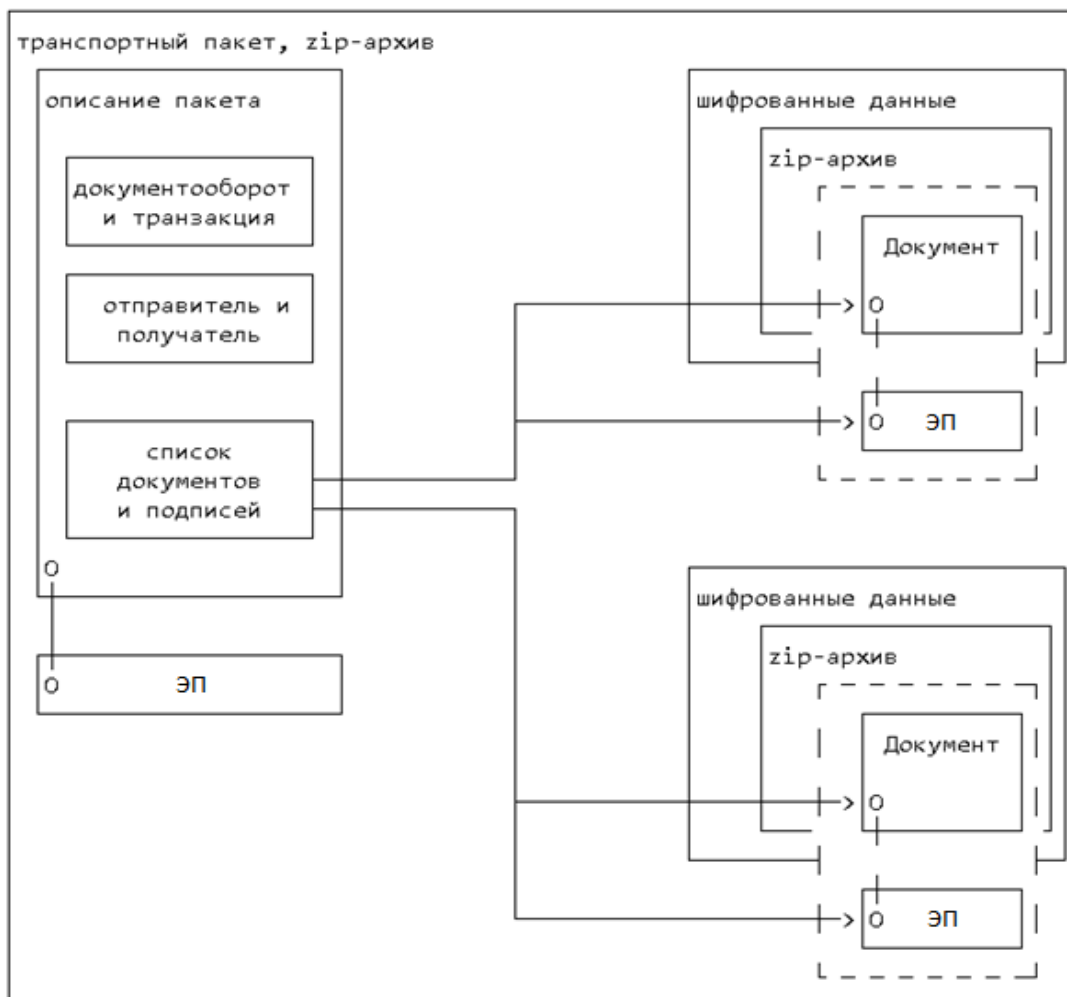 транспортный пакет, zip-архив
описание пакета
документооборот
и транзакция
отправитель и
получатель
список
документов
и подписей
O
O ЭП
шифрованные данные
zip-архив
Документ
O
O ЭП
шифрованные данные
zip-архив
Документ
O
O ЭП